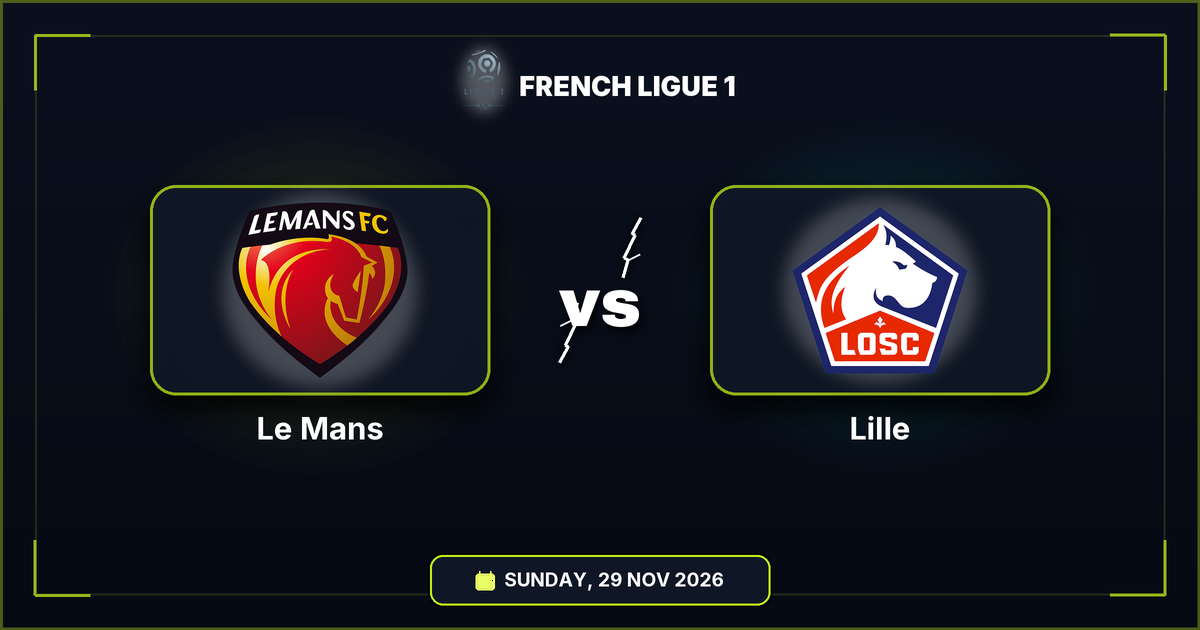 FRENCH LIGUE 1
LEMANS FC
VS
LOSC
Le Mans
Lille
SUNDAY, 29 NOV 2026